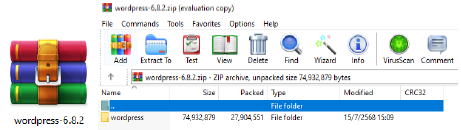 wordpress-6.8.2.zip (evaluation copy)
File Commands Tools Favorites Options Help
Add Extract To Test View Delete Find Wizard Info VirusScan Comment
wordpress-6.8.2.zip - ZIP archive, unpacked size 74,932,879 bytes
Name Size Packed Type Modified CRC32
.. File folder
wordpress 74,932,879 27,904,551 File folder 15/7/2568 15:09
wordpress-6.8.2